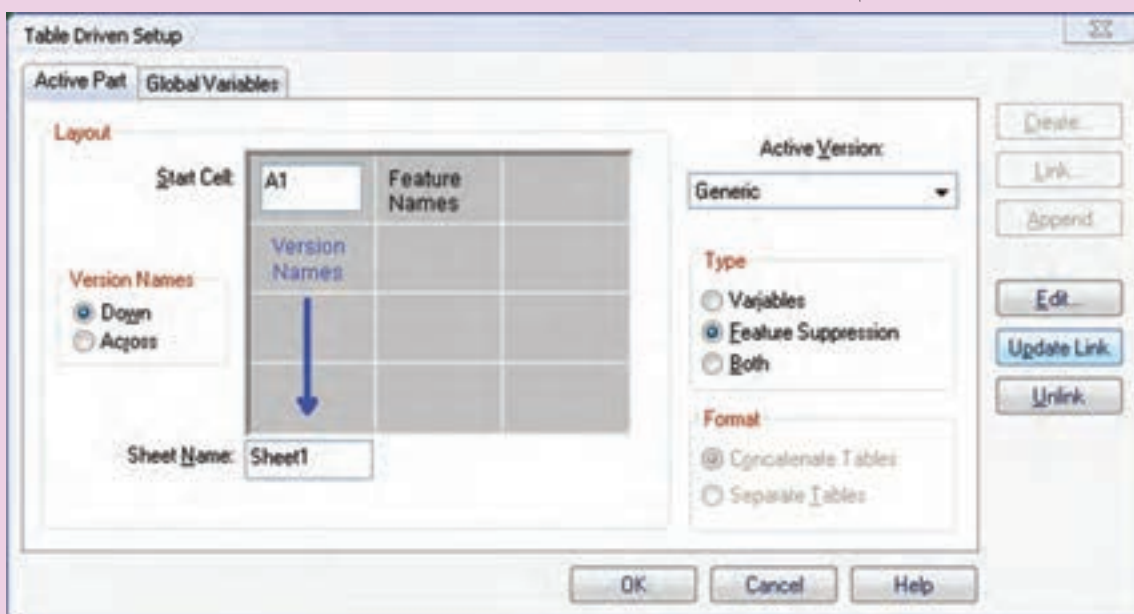 Table Driven Setup
Active Part
Global Variables
Layout
Start Cell:
A1
Feature
Names
Version
Names
Version Names
Down
Across
Sheet Name:
Sheet1
Active Version:
Generic
Type
Variables
Feature Suppression
Both
Format
Concatenate Tables
Separate Tables
Create...
Link...
Append
Edit...
Update Link
Unlink
OK
Cancel
Help